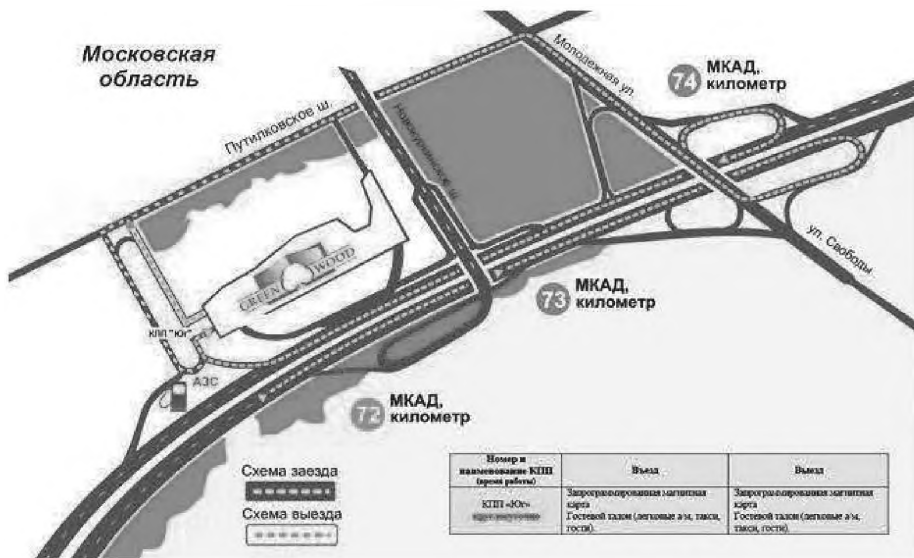 Московская
область
Путилковское ш.
Новокуркинское ш.
Молодежная ул.
74 МКАД,
километр
ул. Свободы
GREEN WOOD
73 МКАД,
километр
КПП "Юг"
АЗС
72 МКАД,
километр
Схема заезда
Схема выезда
Номер и
наименование КПП
(время работы)
Въезд
Выезд
КПП «Юг»
круглосуточно
Запрограммированная магнитная
карта
Гостевой талон (легковые а/м, такси,
гости).
Запрограммированная магнитная
карта
Гостевой талон (легковые а/м, такси,
гости).